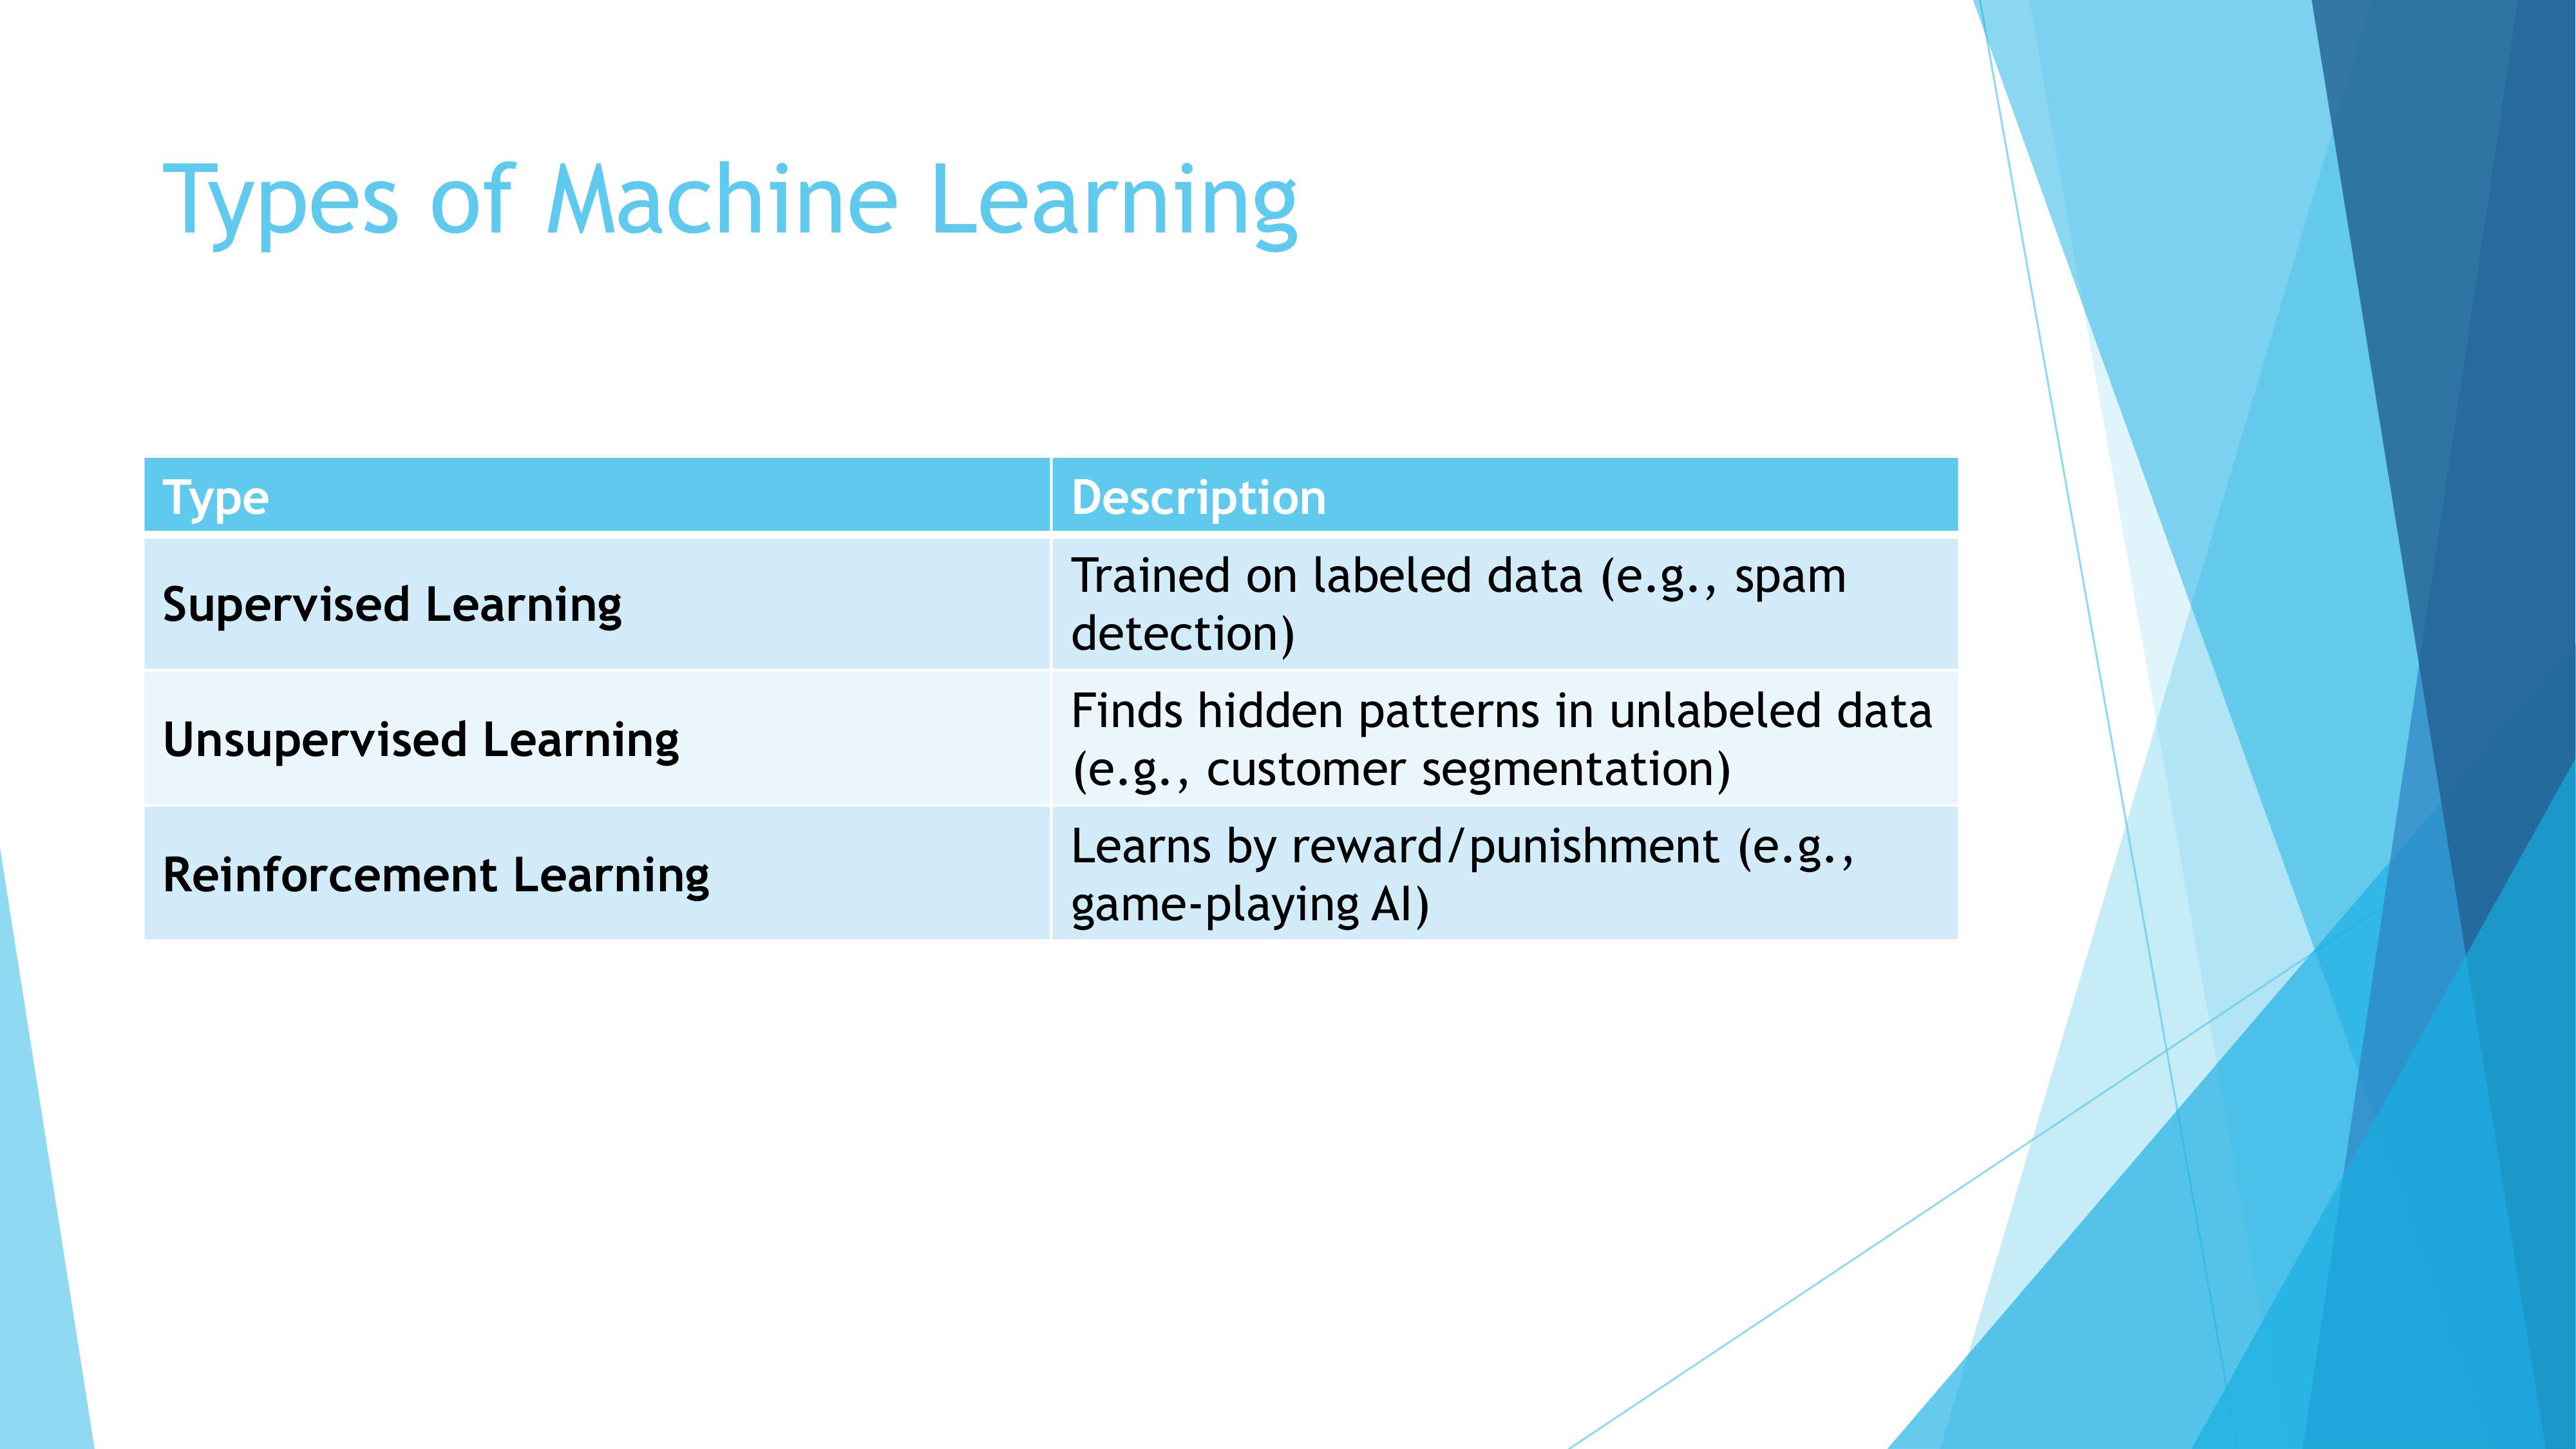 Types of Machine Learning
Type
Description
Supervised Learning
Trained on labeled data (e.g., spam
detection)
Unsupervised Learning
Finds hidden patterns in unlabeled data
(e.g., customer segmentation)
Reinforcement Learning
Learns by reward/punishment (e.g.,
game-playing AI)